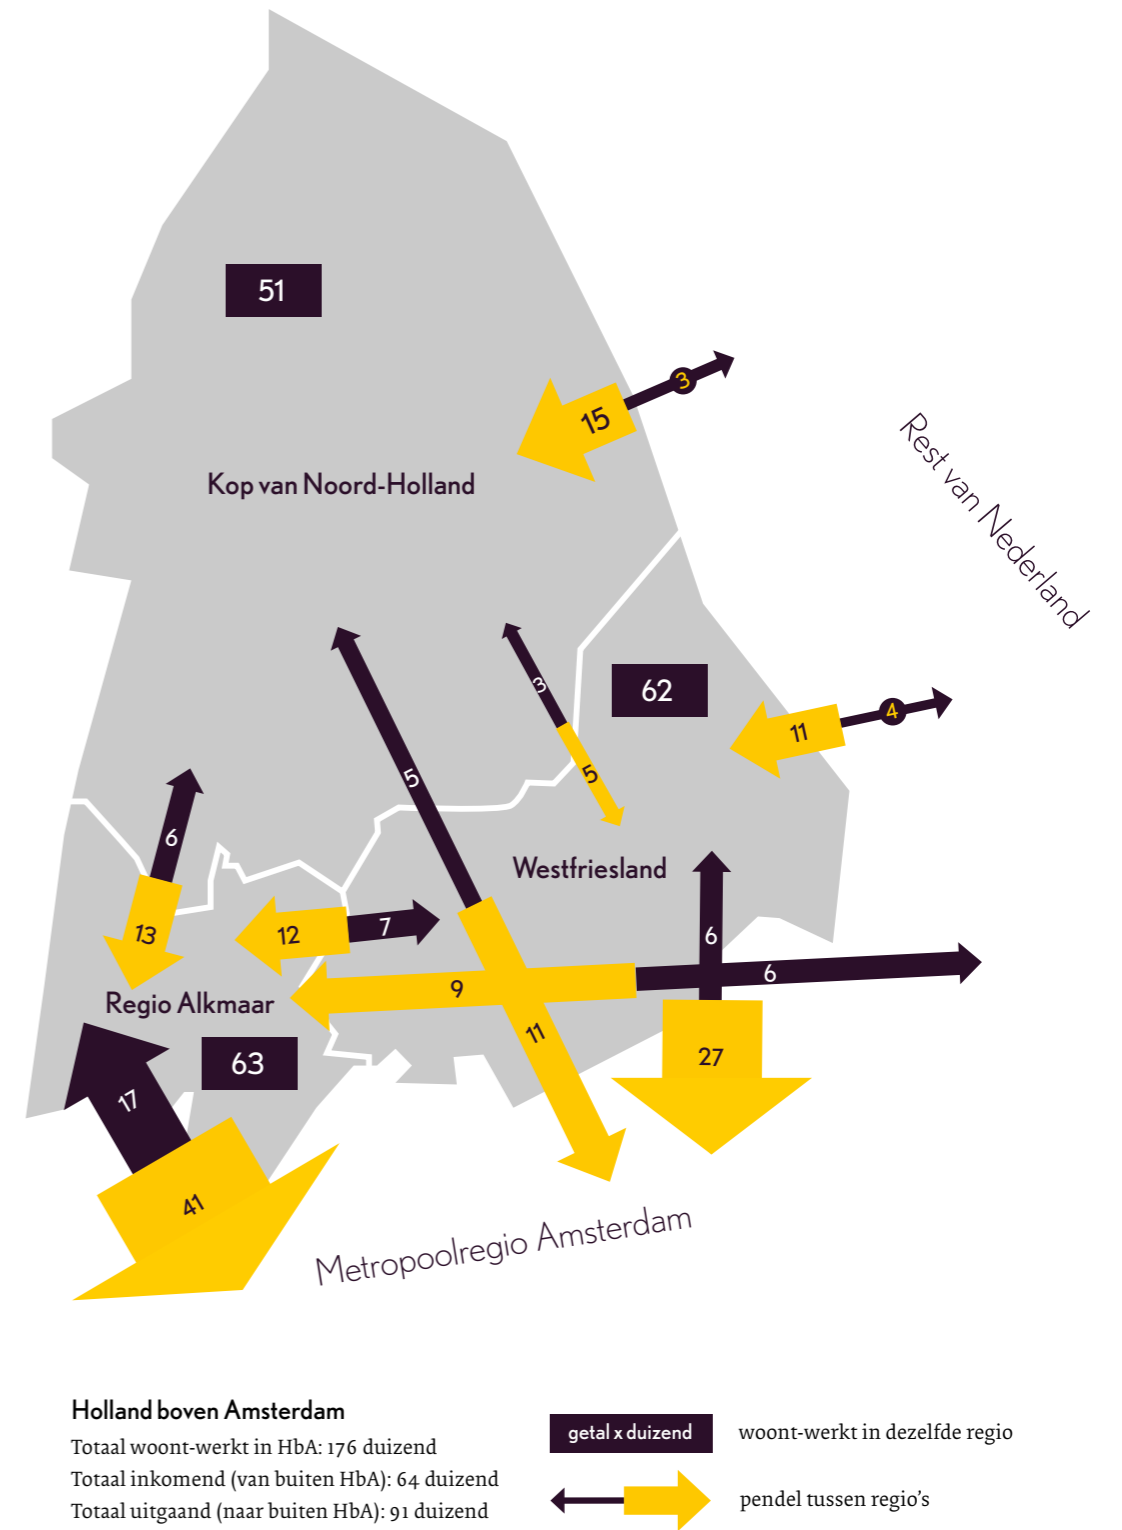 51
3
15
Rest van Nederland
Kop van Noord-Holland
3
62
4
11
5
5
6
Westfriesland
13
12
7
6
6
9
Regio Alkmaar
11
63
27
17
41
Metropoolregio Amsterdam
Holland boven Amsterdam
Totaal woont-werkt in HbA: 176 duizend
Totaal inkomend (van buiten HbA): 64 duizend
Totaal uitgaand (naar buiten HbA): 91 duizend
getal x duizend
woont-werkt in dezelfde regio
pendel tussen regio's